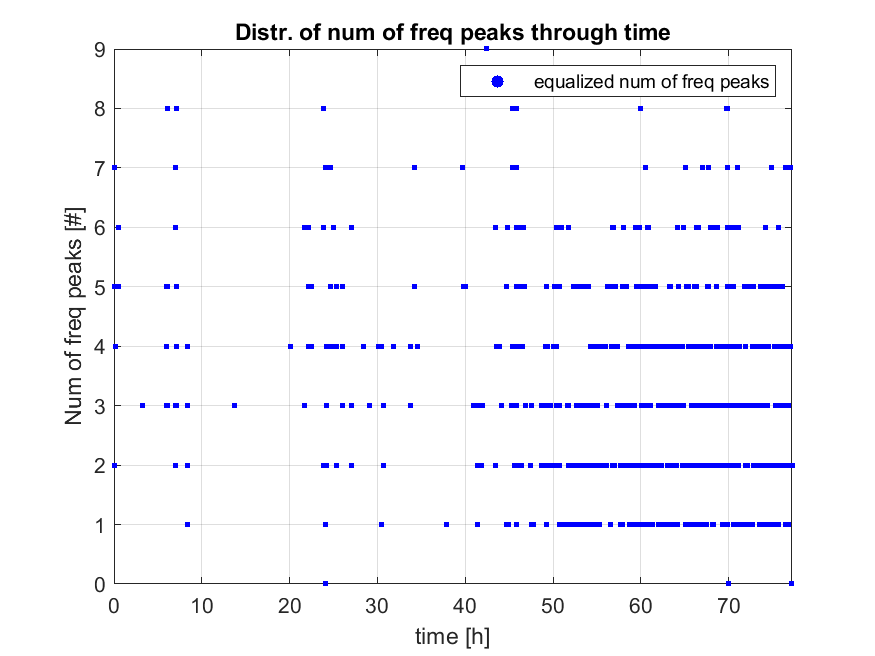 Distr. of num of freq peaks through time
equalized num of freq peaks
Num of freq peaks [#]
9
8
7
6
5
4
3
2
1
0
0 10 20 30 40 50 60 70
time [h]